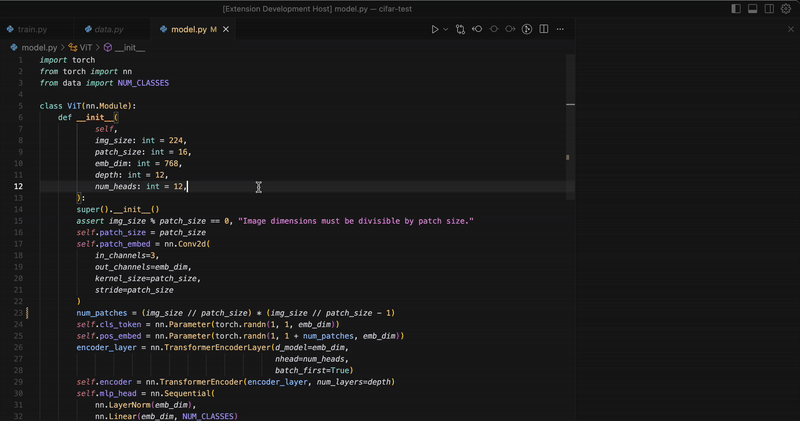 [Extension Development Host] model.py — cifar-test
train.py data.py model.py M
model.py > ViT > __init__
1 import torch
2 from torch import nn
3 from data import NUM_CLASSES
4
5 class ViT(nn.Module):
6 def __init__(
7 self,
8 img_size: int = 224,
9 patch_size: int = 16,
10 emb_dim: int = 768,
11 depth: int = 12,
12 num_heads: int = 12,
13 ):
14 super().__init__()
15 assert img_size % patch_size == 0, "Image dimensions must be divisible by patch size."
16 self.patch_size = patch_size
17 self.patch_embed = nn.Conv2d(
18 in_channels=3,
19 out_channels=emb_dim,
20 kernel_size=patch_size,
21 stride=patch_size
22 )
23 num_patches = (img_size // patch_size) * (img_size // patch_size - 1)
24 self.cls_token = nn.Parameter(torch.randn(1, 1, emb_dim))
25 self.pos_embed = nn.Parameter(torch.randn(1, 1 + num_patches, emb_dim))
26 encoder_layer = nn.TransformerEncoderLayer(d_model=emb_dim,
27 nhead=num_heads,
28 batch_first=True)
29 self.encoder = nn.TransformerEncoder(encoder_layer, num_layers=depth)
30 self.mlp_head = nn.Sequential(
31 nn.LayerNorm(emb_dim),
32 nn.Linear(emb_dim, NUM_CLASSES)